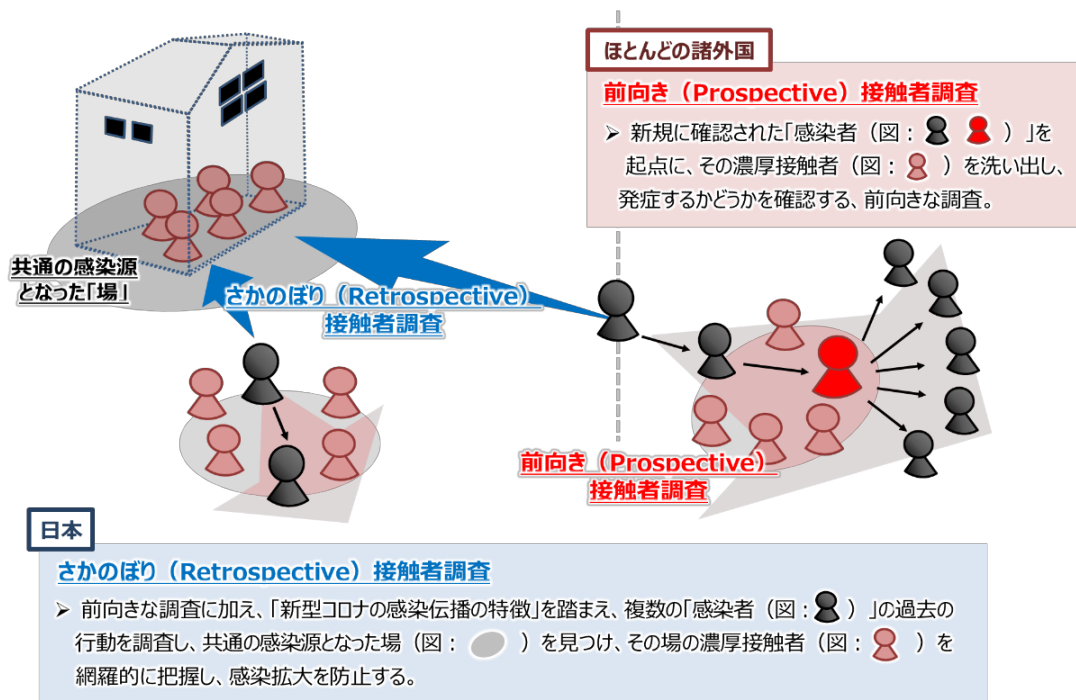 ほとんどの諸外国
前向き（Prospective）接触者調査
➢ 新規に確認された「感染者（図： ）」を
起点に、その濃厚接触者（図： ）を洗い出し、
発症するかどうかを確認する、前向きな調査。
共通の感染源
となった「場」
さかのぼり（Retrospective）
接触者調査
前向き（Prospective）
接触者調査
日本
さかのぼり（Retrospective）接触者調査
➢ 前向きな調査に加え、「新型コロナの感染伝播の特徴」を踏まえ、複数の「感染者（図： ）」の過去の
行動を調査し、共通の感染源となった場（図： ）を見つけ、その場の濃厚接触者（図： ）を
網羅的に把握し、感染拡大を防止する。